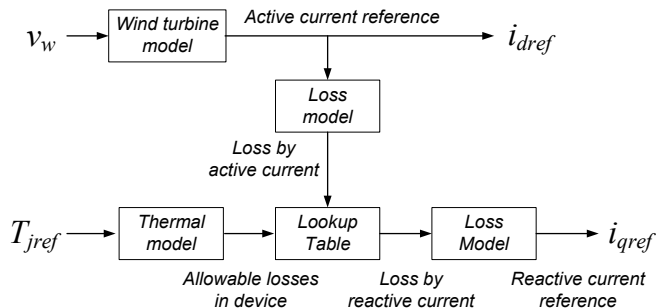 Wind turbine
model
Active current reference
v_w
i_dref
Loss
model
Loss by
active current
T_jref
Thermal
model
Lookup
Table
Loss
Model
i_qref
Allowable losses
in device
Loss by
reactive current
Reactive current
reference